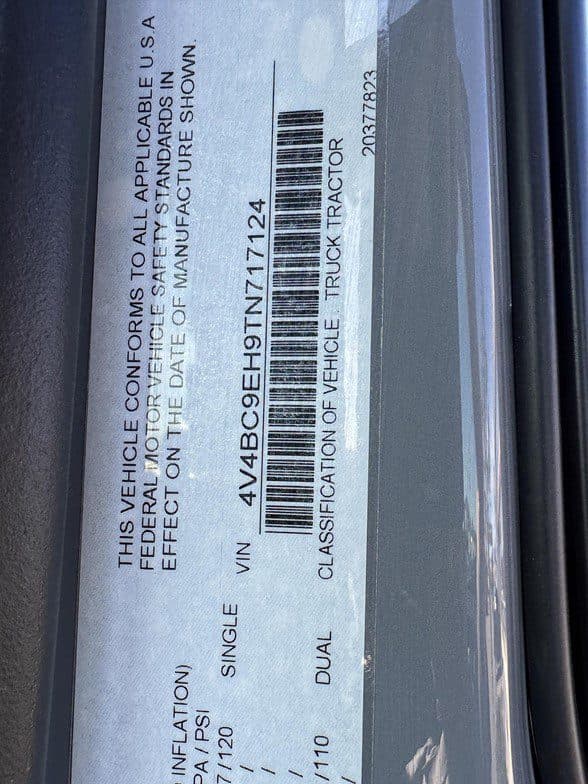 THIS VEHICLE CONFORMS TO ALL APPLICABLE U.S.A
FEDERAL MOTOR VEHICLE SAFETY STANDARDS IN
EFFECT ON THE DATE OF MANUFACTURE SHOWN.
INFLATION)
PA / PSI
7 / 120 SINGLE VIN 4V4BC9EH9TN717124
/
/
/
/ 110 DUAL CLASSIFICATION OF VEHICLE TRUCK TRACTOR
20377823